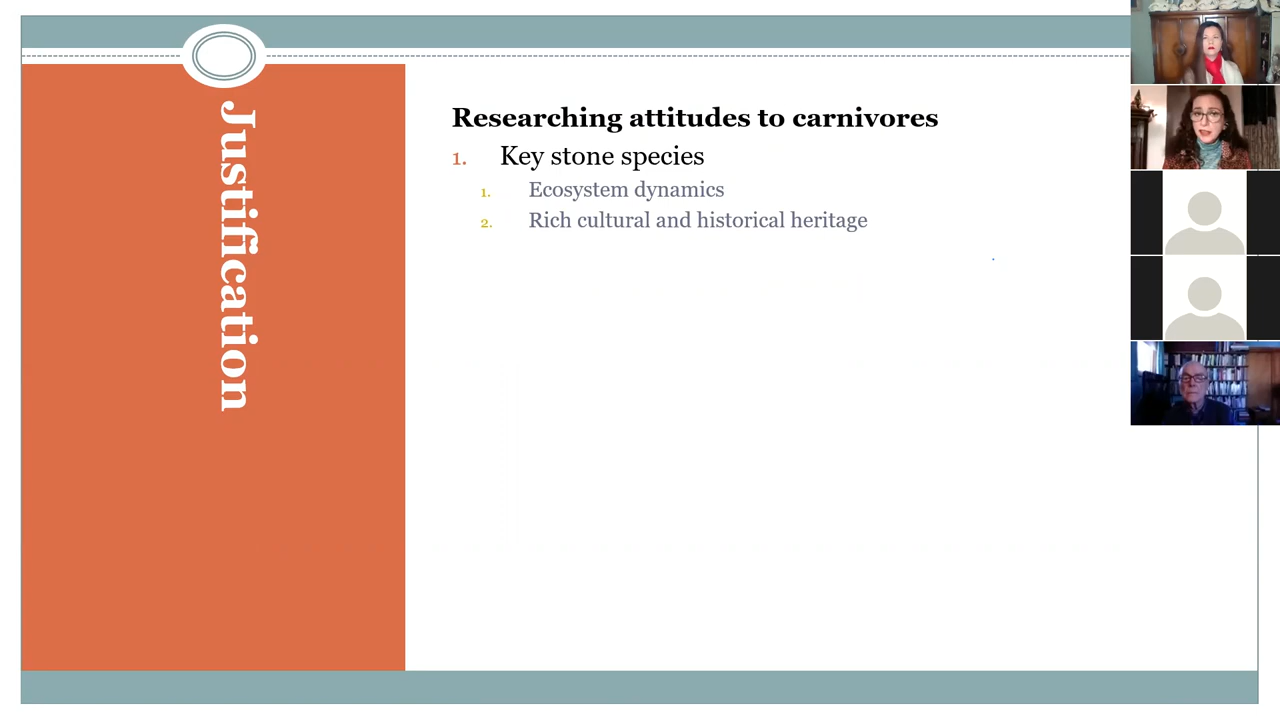 Justification
Researching attitudes to carnivores
1. Key stone species
1. Ecosystem dynamics
2. Rich cultural and historical heritage